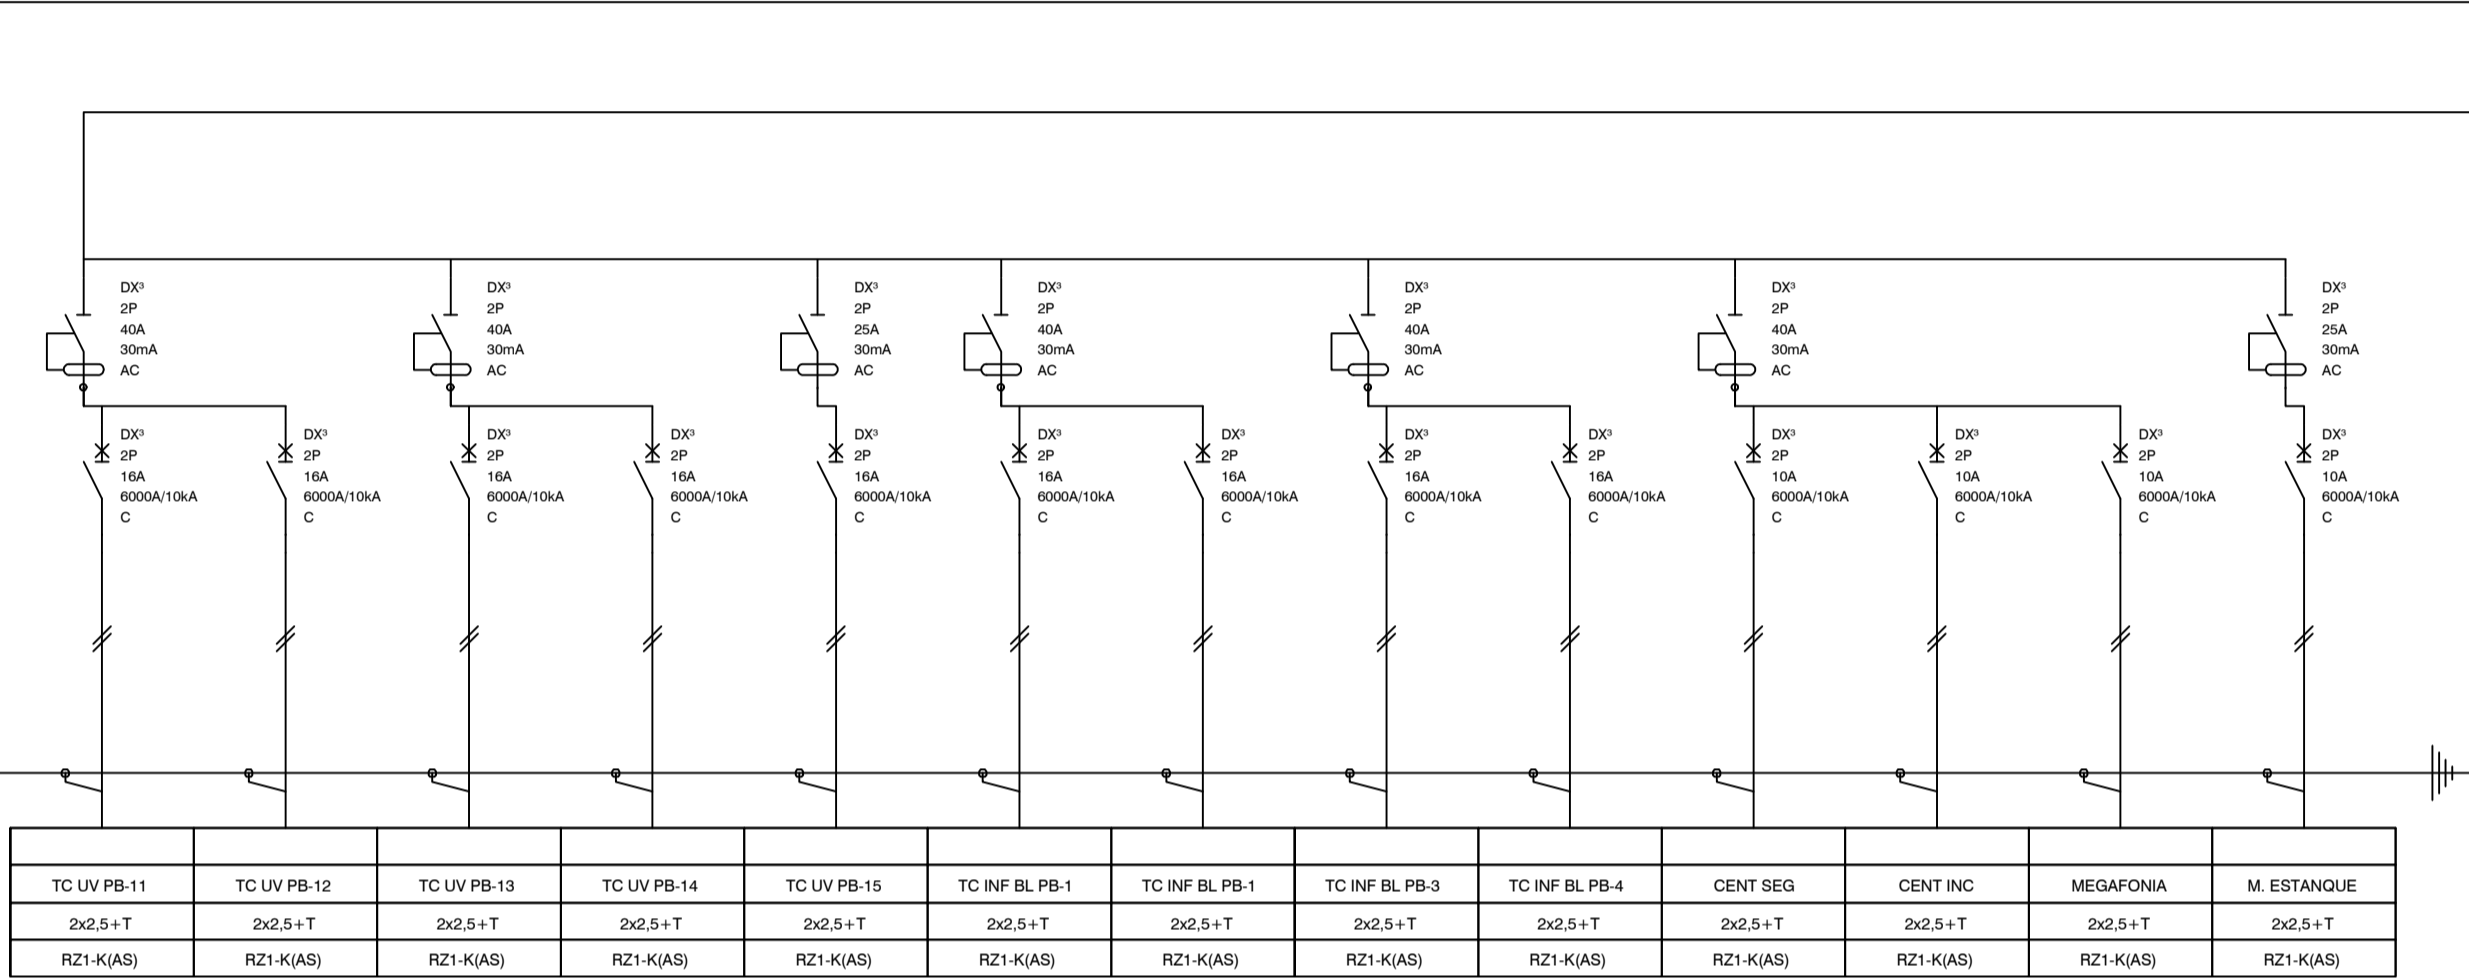 DX³
2P
40A
30mA
AC
DX³
2P
40A
30mA
AC
DX³
2P
25A
30mA
AC
DX³
2P
40A
30mA
AC
DX³
2P
40A
30mA
AC
DX³
2P
40A
30mA
AC
DX³
2P
25A
30mA
AC
DX³
2P
16A
6000A/10kA
C
DX³
2P
16A
6000A/10kA
C
DX³
2P
16A
6000A/10kA
C
DX³
2P
16A
6000A/10kA
C
DX³
2P
16A
6000A/10kA
C
DX³
2P
16A
6000A/10kA
C
DX³
2P
16A
6000A/10kA
C
DX³
2P
16A
6000A/10kA
C
DX³
2P
16A
6000A/10kA
C
DX³
2P
10A
6000A/10kA
C
DX³
2P
10A
6000A/10kA
C
DX³
2P
10A
6000A/10kA
C
DX³
2P
10A
6000A/10kA
C
TC UV PB-11 TC UV PB-12 TC UV PB-13 TC UV PB-14 TC UV PB-15 TC INF BL PB-1 TC INF BL PB-1 TC INF BL PB-3 TC INF BL PB-4 CENT SEG CENT INC MEGAFONIA M. ESTANQUE
2x2,5+T 2x2,5+T 2x2,5+T 2x2,5+T 2x2,5+T 2x2,5+T 2x2,5+T 2x2,5+T 2x2,5+T 2x2,5+T 2x2,5+T 2x2,5+T 2x2,5+T
RZ1-K(AS) RZ1-K(AS) RZ1-K(AS) RZ1-K(AS) RZ1-K(AS) RZ1-K(AS) RZ1-K(AS) RZ1-K(AS) RZ1-K(AS) RZ1-K(AS) RZ1-K(AS) RZ1-K(AS) RZ1-K(AS)